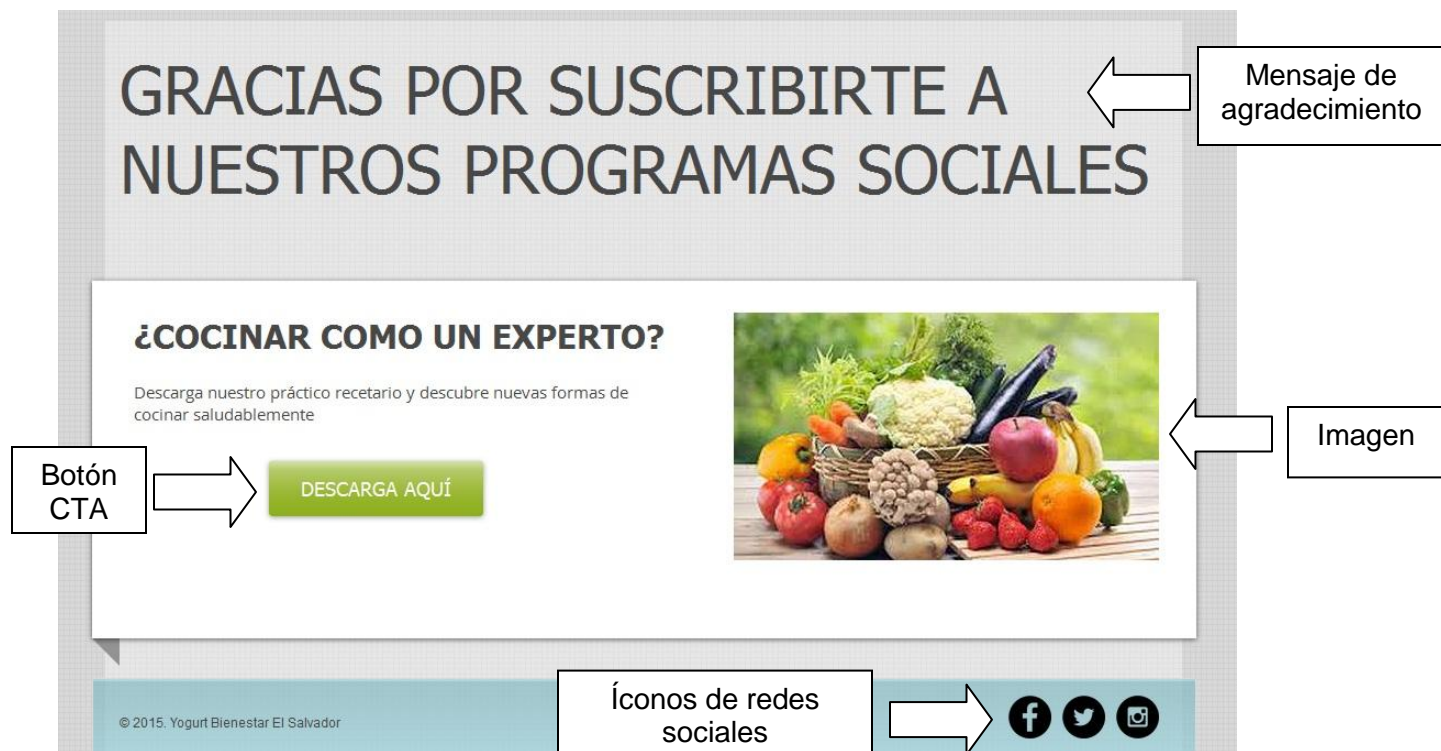 GRACIAS POR SUSCRIBIRTE A
NUESTROS PROGRAMAS SOCIALES
Mensaje de
agradecimiento
¿COCINAR COMO UN EXPERTO?
Descarga nuestro práctico recetario y descubre nuevas formas de
cocinar saludablemente
Imagen
Botón
CTA
DESCARGA AQUÍ
Íconos de redes
sociales
© 2015. Yogurt Bienestar El Salvador